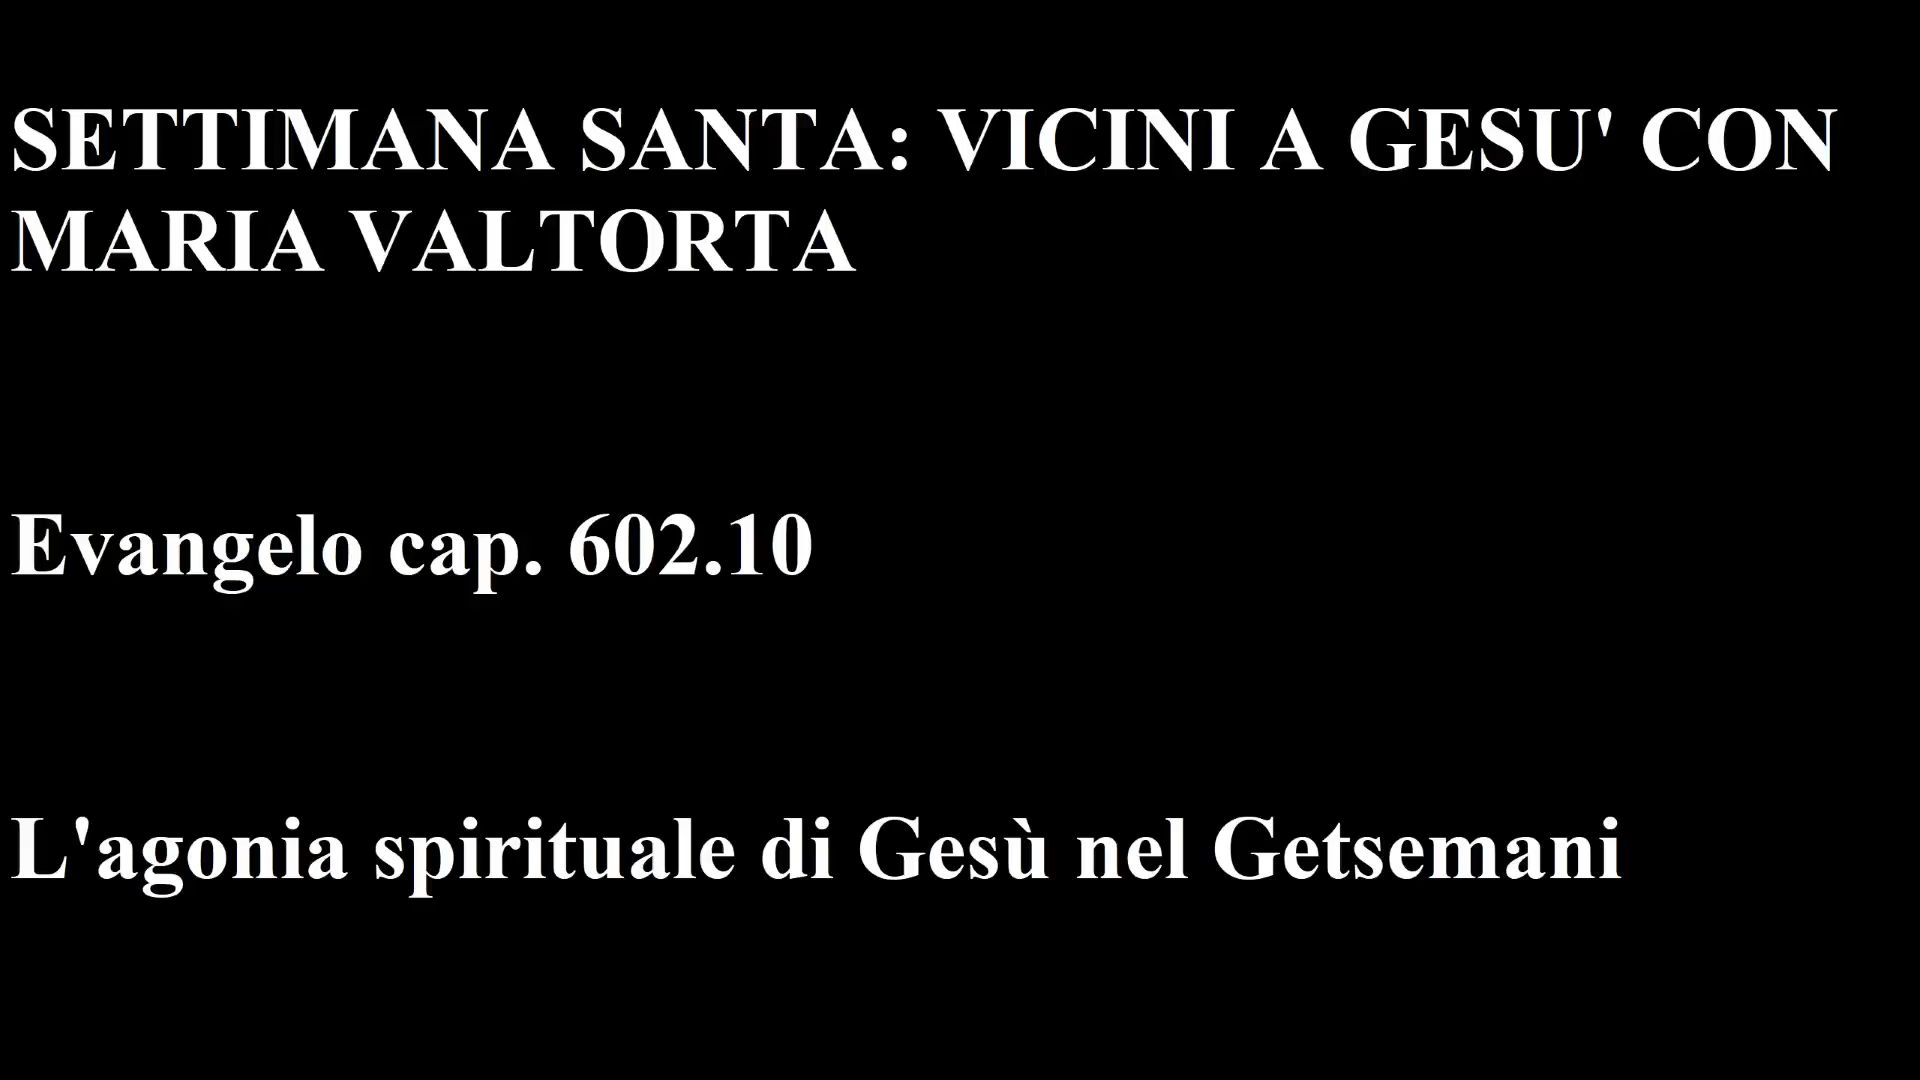 SETTIMANA SANTA: VICINI A GESU' CON
MARIA VALTORTA
Evangelo cap. 602.10
L'agonia spirituale di Gesù nel Getsemani